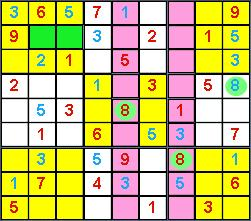 3 6 5 7 1 9
9 3 2 1 5
2 1 5 3
2 1 3 5 8
5 3 8 1
1 6 5 3 7
3 5 9 8 1
1 7 4 3 5 6
5 1 3